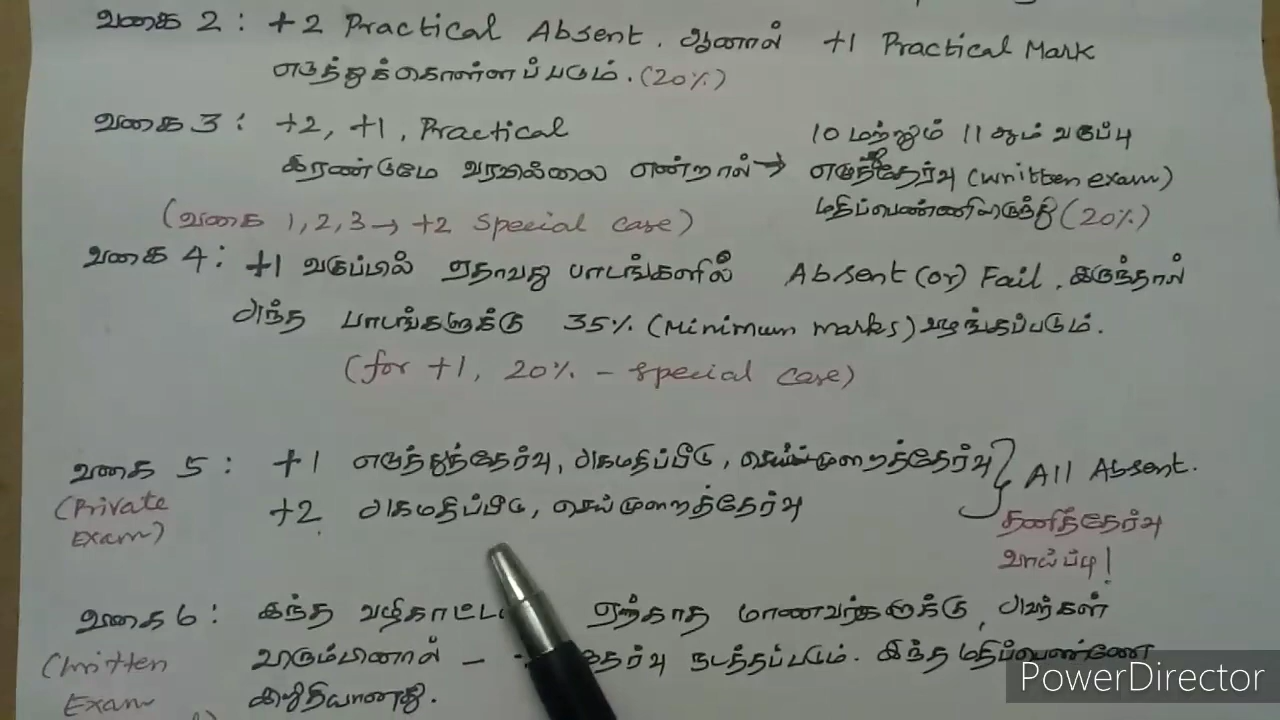 வகை 2 : +2 Practical Absent. ஆனால் +1 Practical Mark
எடுத்துக்கொள்ளப்படும். (20%)
வகை 3 : +2, +1, Practical 10 மற்றும் 11 ஆம் வகுப்பு
இரண்டுமே வரவில்லை என்றால் → எழுத்தேர்வு (written exam)
மதிப்பெண்ணிலிருந்து (20%)
(வகை 1, 2, 3 → +2 Special case)
வகை 4 : +1 வகுப்பில் ஏதாவது பாடங்களில் Absent (or) Fail. இருந்தால்
அந்த பாடங்களுக்கு 35% (Minimum marks) வழங்கப்படும்.
(for +1, 20% - special case)
வகை 5 : +1 எழுத்துத்தேர்வு, அகமதிப்பீடு, செய்முறைத்தேர்வு } All Absent.
(Private Exam) +2 அகமதிப்பீடு, செய்முறைத்தேர்வு
தனித்தேர்வு
வாய்ப்பு!
வகை 6 : இந்த ஏற்காத மாணவர்களுக்கு, அவர்கள்
(Written விரும்பினால் - நடத்தப்படும். இந்த மதிப்பெண்ணே
Exam இறுதியானது.
PowerDirector